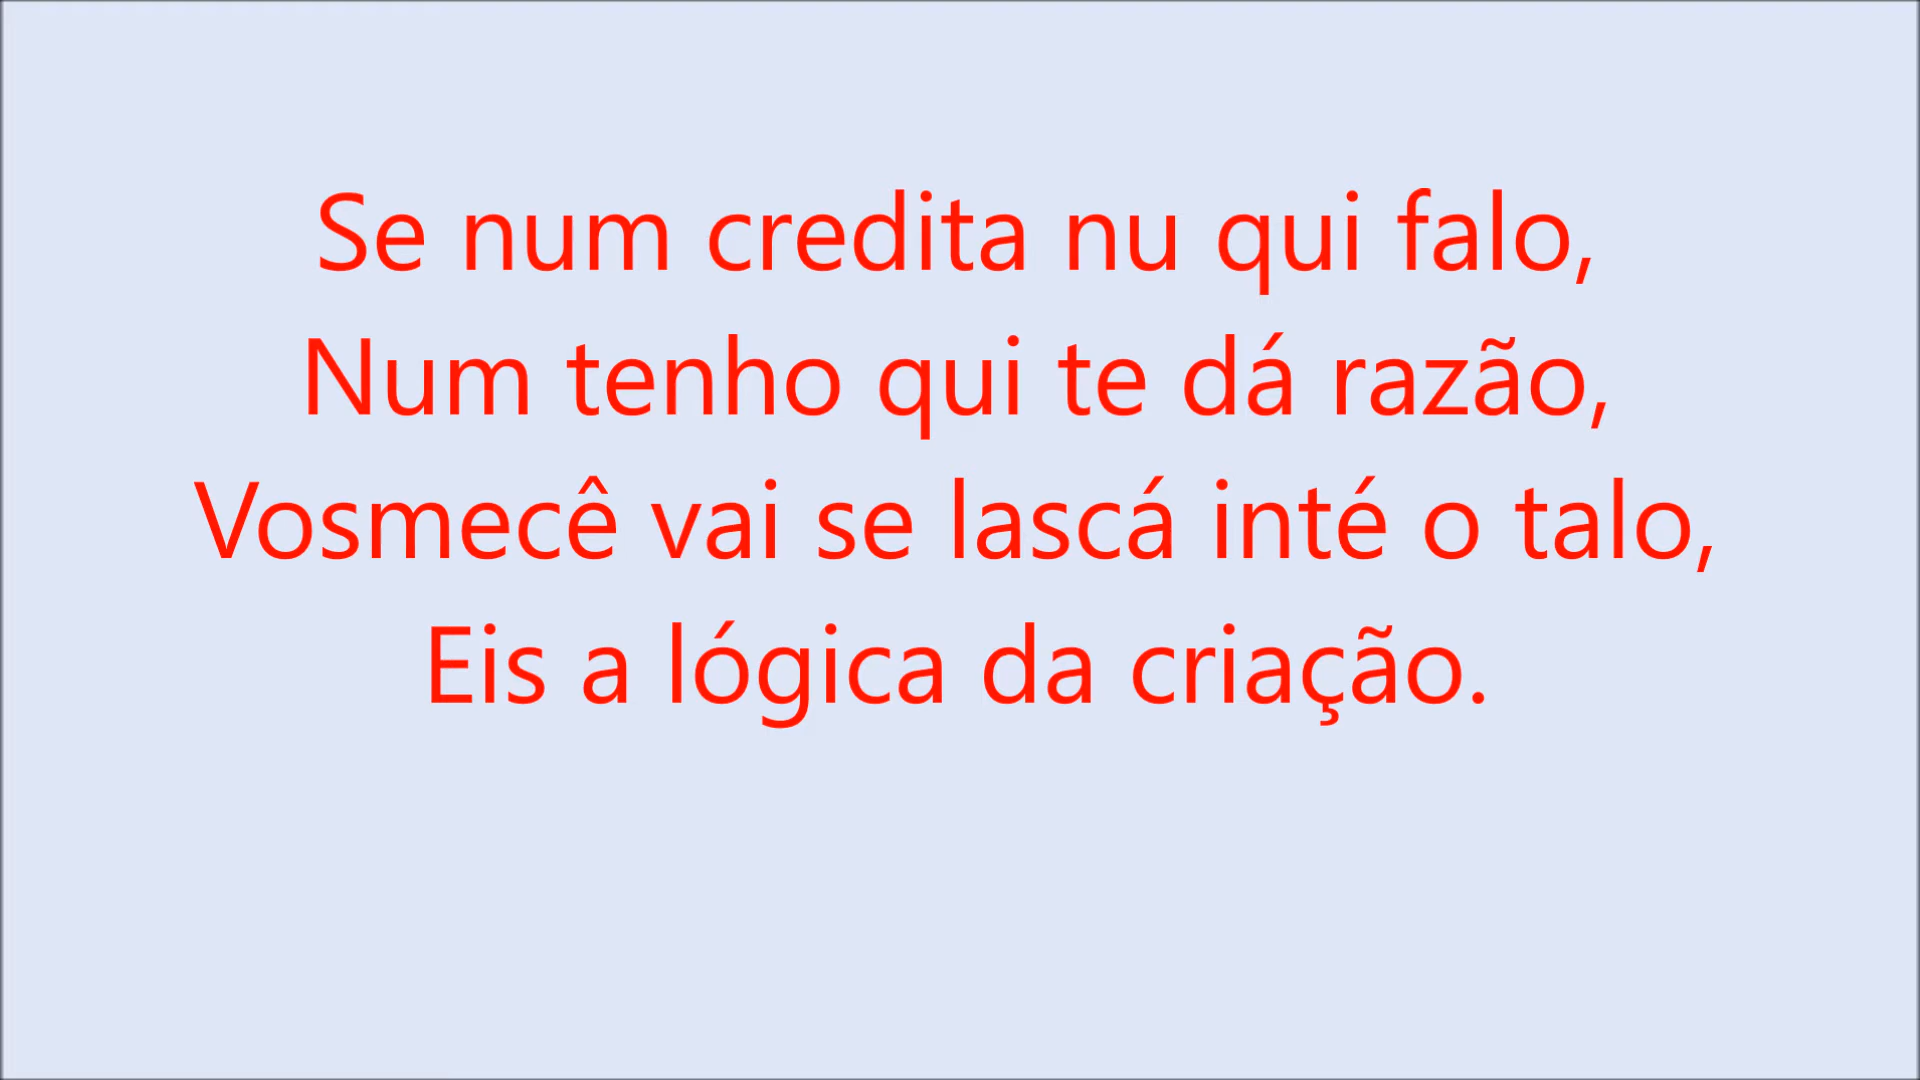 Se num credita nu qui falo,
Num tenho qui te dá razão,
Vosmecê vai se lascá inté o talo,
Eis a lógica da criação.